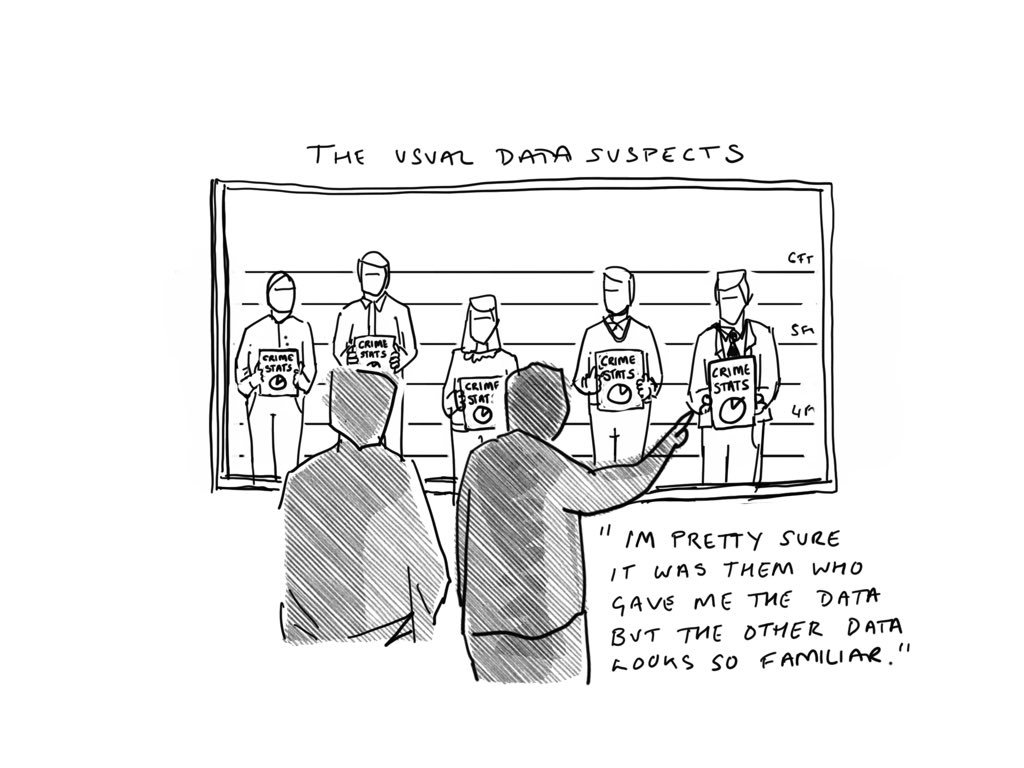 THE USUAL DATA SUSPECTS
6FT
5FT
4FT
CRIME
STATS
CRIME
STATS
CRIME
STATS
CRIME
STATS
CRIME
STATS
"IM PRETTY SURE
IT WAS THEM WHO
GAVE ME THE DATA
BUT THE OTHER DATA
LOOKS SO FAMILIAR."